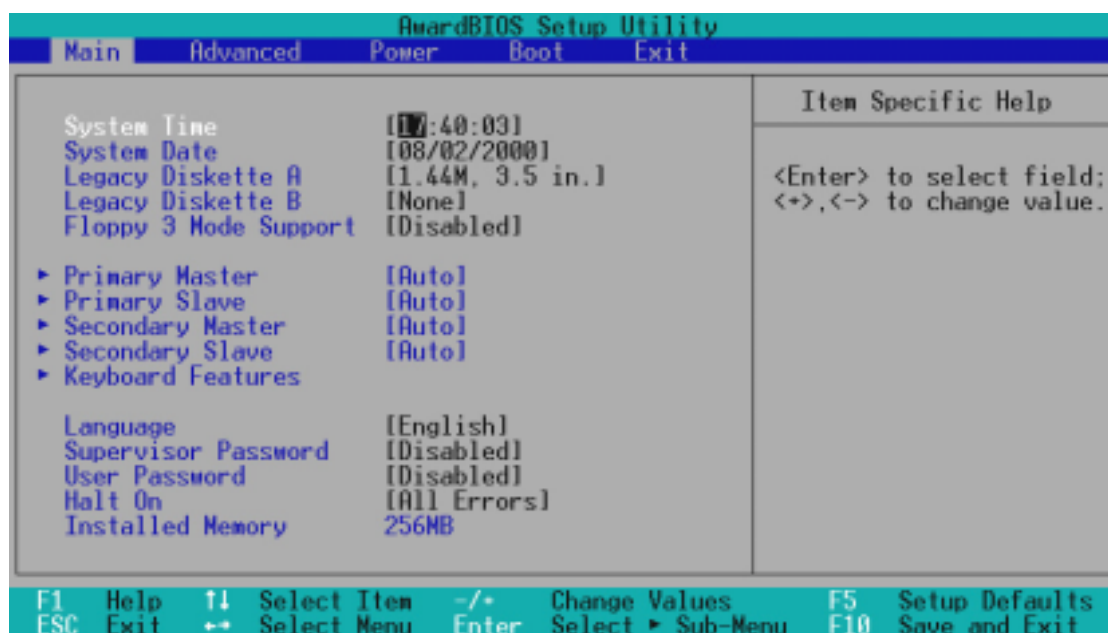 AwardBIOS Setup Utility
Main Advanced Power Boot Exit
System Time [17:40:03]
System Date [08/02/2000]
Legacy Diskette A [1.44M, 3.5 in.]
Legacy Diskette B [None]
Floppy 3 Mode Support [Disabled]
▶ Primary Master [Auto]
▶ Primary Slave [Auto]
▶ Secondary Master [Auto]
▶ Secondary Slave [Auto]
▶ Keyboard Features
Language [English]
Supervisor Password [Disabled]
User Password [Disabled]
Halt On [All Errors]
Installed Memory 256MB
Item Specific Help
<Enter> to select field;
<+>,<-> to change value.
F1 Help ↑↓ Select Item -/+ Change Values F5 Setup Defaults
ESC Exit ←→ Select Menu Enter Select ▶ Sub-Menu F10 Save and Exit